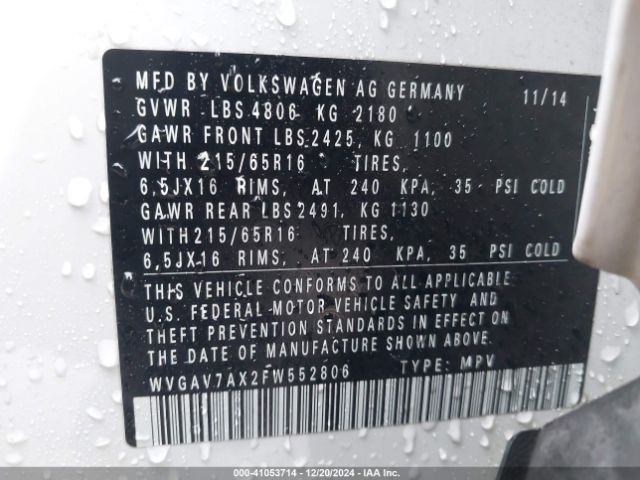 MFD BY VOLKSWAGEN AG GERMANY 11/14
GVWR LBS 4806 KG 2180
GAWR FRONT LBS 2425, KG 1100
WITH 215/65R16 TIRES,
6,5JX16 RIMS, AT 240 KPA, 35 PSI COLD
GAWR REAR LBS 2491, KG 1130
WITH 215/65R16 TIRES,
6,5JX16 RIMS, AT 240 KPA, 35 PSI COLD
THIS VEHICLE CONFORMS TO ALL APPLICABLE
U.S. FEDERAL MOTOR VEHICLE SAFETY AND
THEFT PREVENTION STANDARDS IN EFFECT ON
THE DATE OF MANUFACTURE SHOWN ABOVE.
WVGAV7AX2FW552806 TYPE: MPV
000-41053714 - 12/20/2024 - IAA Inc.